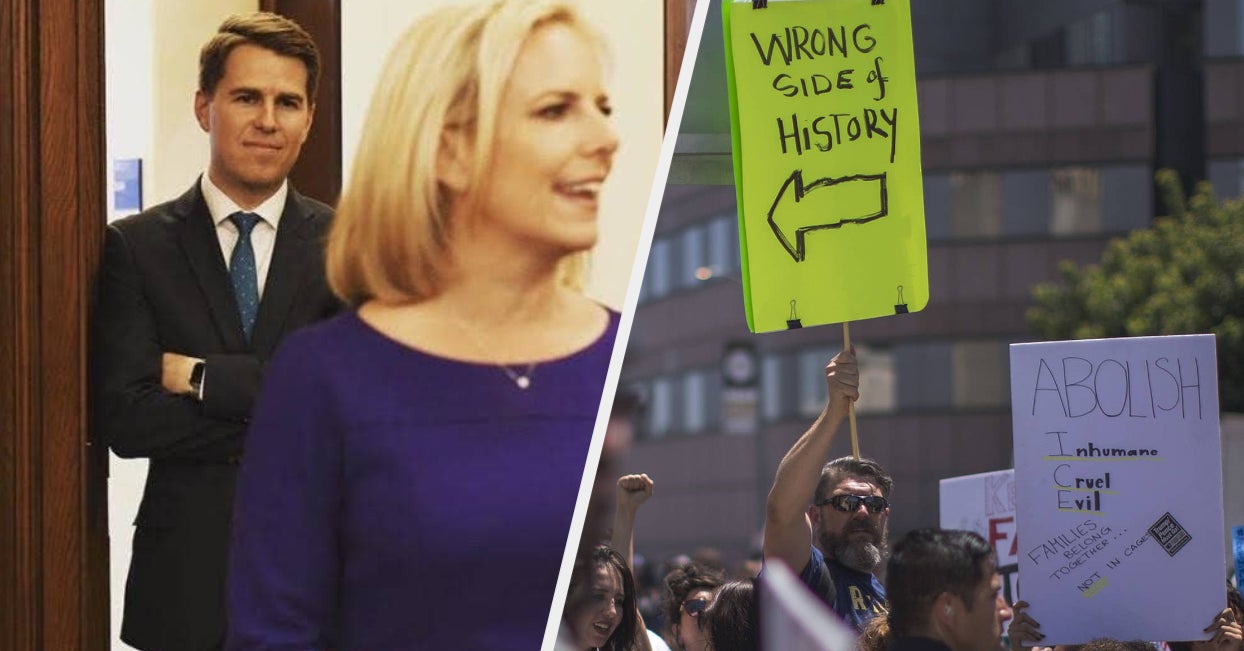 WRONG
SIDE of
HISTORY
ABOLISH
Inhumane
Cruel
Evil
FAMILIES
BELONG
TOGETHER...
NOT IN CAGES